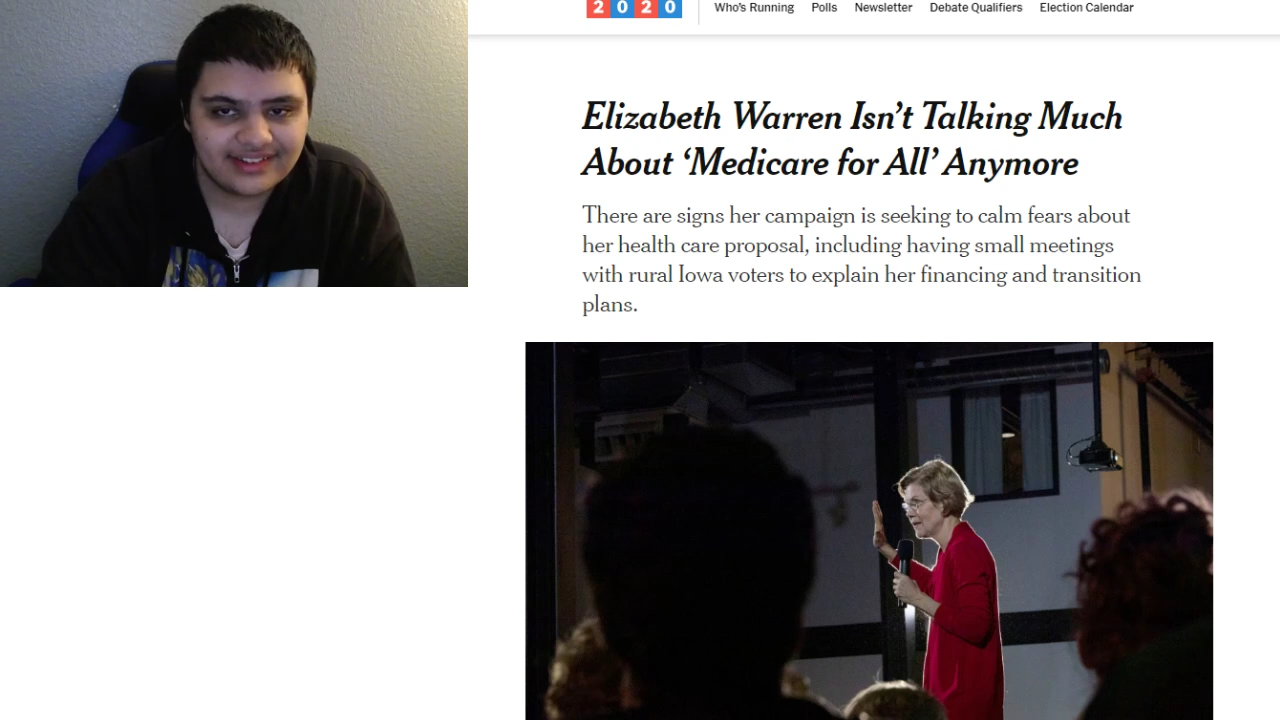 2020
Who's Running Polls Newsletter Debate Qualifiers Election Calendar
Elizabeth Warren Isn’t Talking Much
About ‘Medicare for All’ Anymore
There are signs her campaign is seeking to calm fears about
her health care proposal, including having small meetings
with rural Iowa voters to explain her financing and transition
plans.